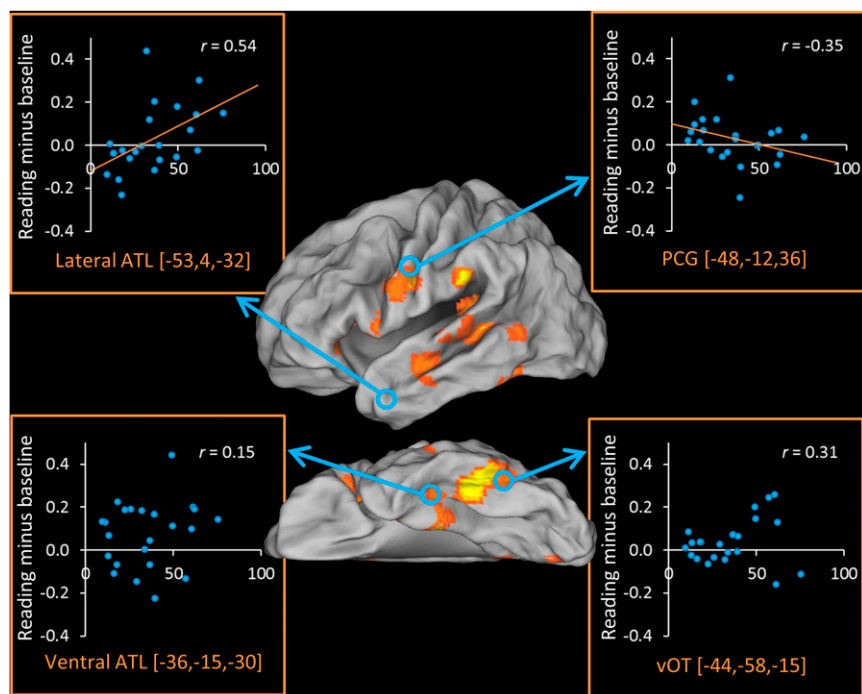 Reading minus baseline
0.4
0.2
0.0
-0.2
-0.4
0
50
100
r = 0.54
Lateral ATL [-53,4,-32]
Reading minus baseline
0.4
0.2
0.0
-0.2
-0.4
0
50
100
r = -0.35
PCG [-48,-12,36]
Reading minus baseline
0.4
0.2
0.0
-0.2
-0.4
0
50
100
r = 0.15
Ventral ATL [-36,-15,-30]
Reading minus baseline
0.4
0.2
0.0
-0.2
-0.4
0
50
100
r = 0.31
vOT [-44,-58,-15]